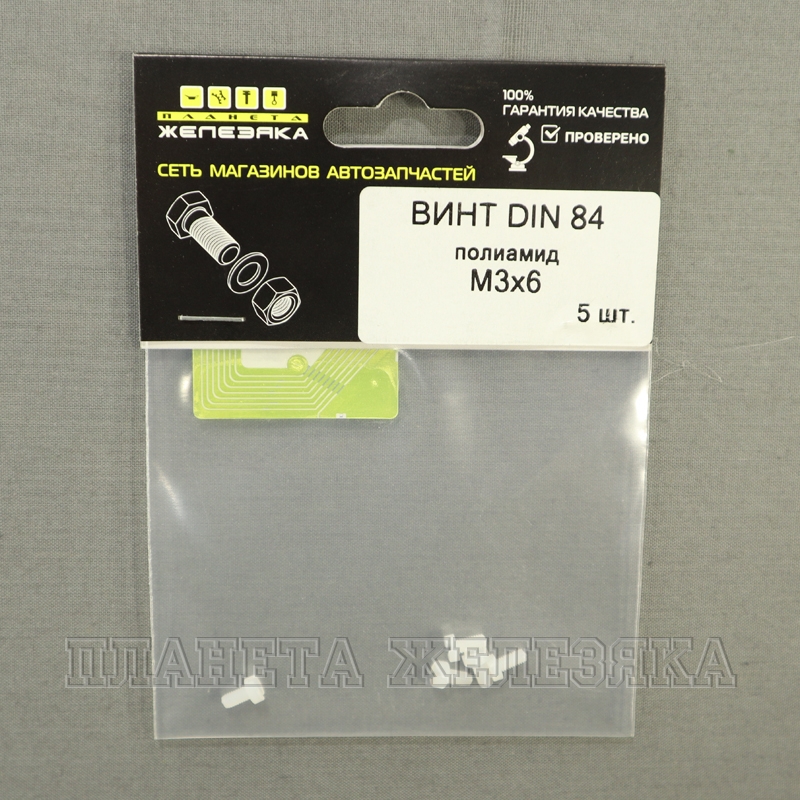 ПЛАНЕТА
ЖЕЛЕЗЯКА
100%
ГАРАНТИЯ КАЧЕСТВА
ПРОВЕРЕНО
СЕТЬ МАГАЗИНОВ АВТОЗАПЧАСТЕЙ
ВИНТ DIN 84
полиамид
М3х6
5 шт.
ПЛАНЕТА ЖЕЛЕЗЯКА